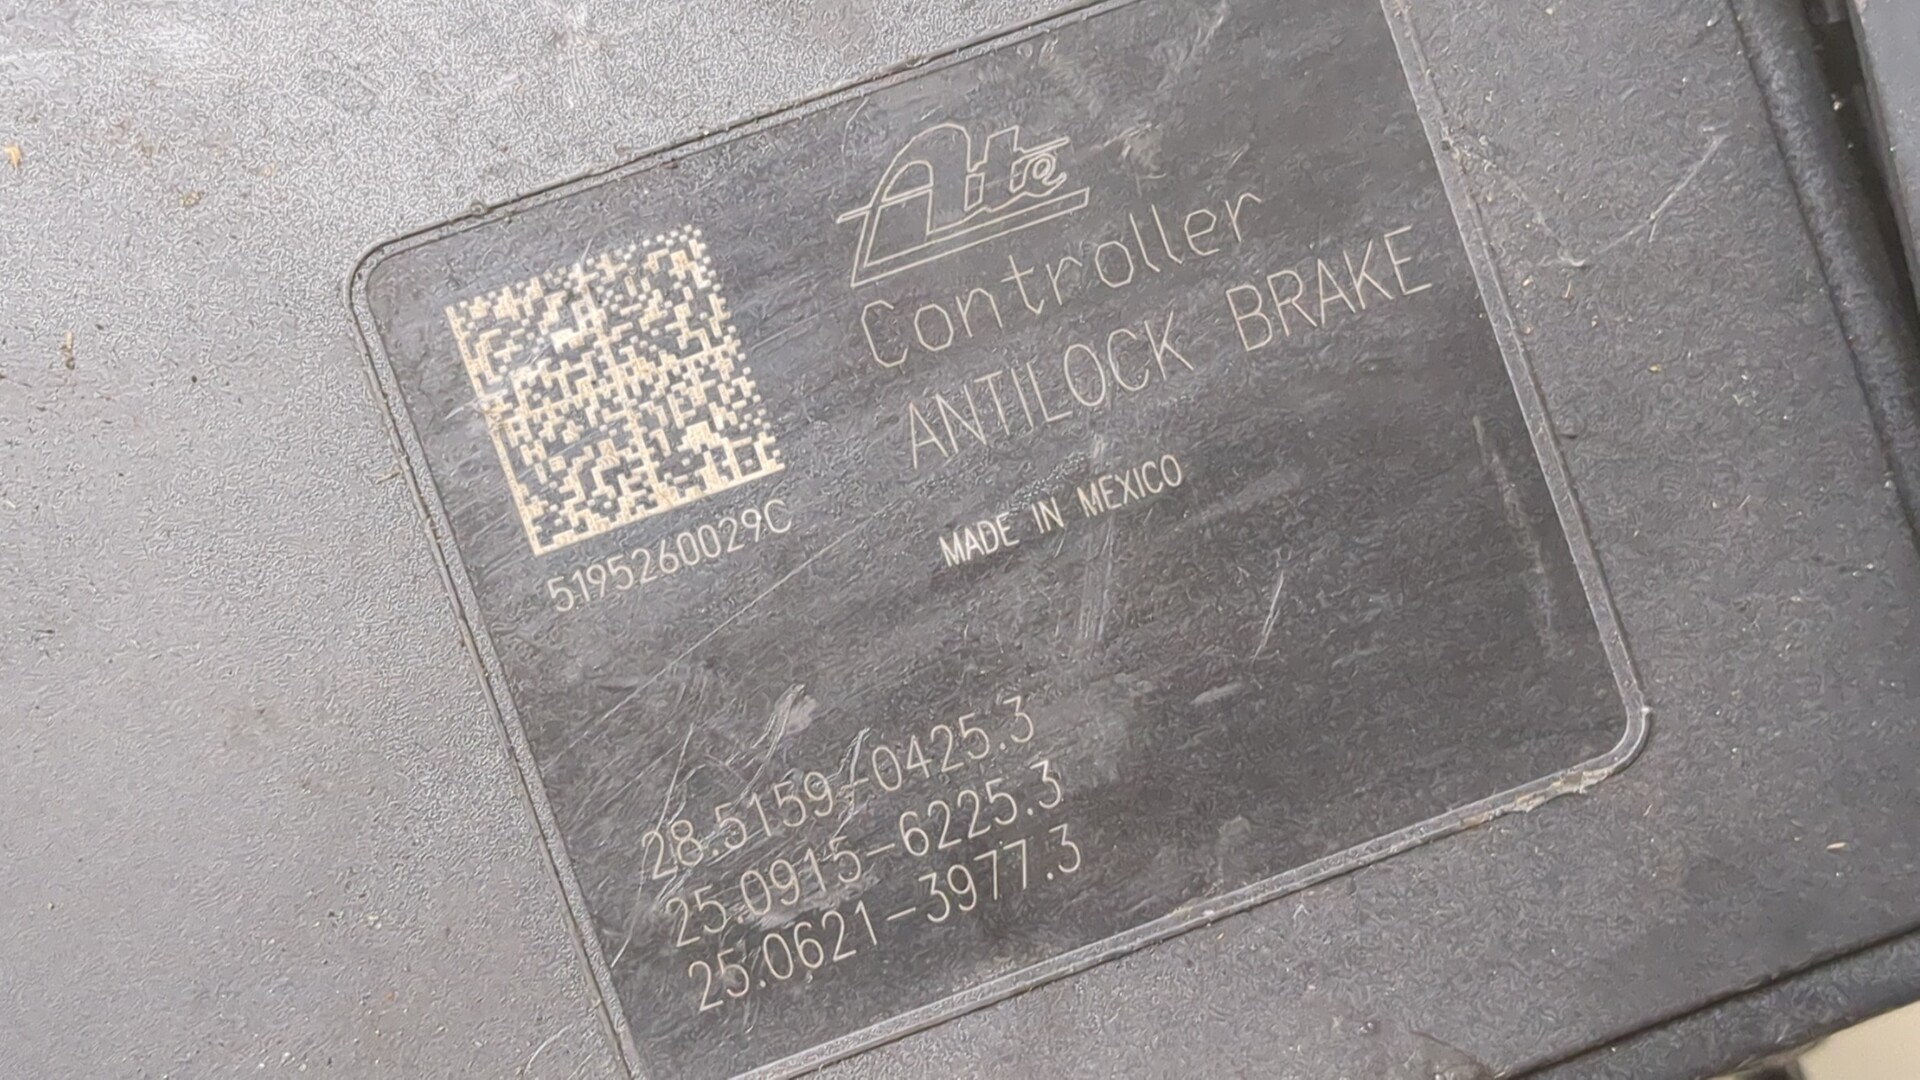 Ate
Controller
ANTILOCK BRAKE
MADE IN MEXICO
5195260029C
28.5159-0425.3
25.0915-6225.3
25.0621-3977.3